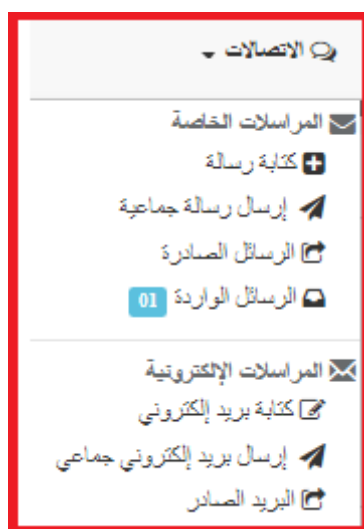 الاتصالات
المراسلات الخاصة
كتابة رسالة
إرسال رسالة جماعية
الرسائل الصادرة
الرسائل الواردة 01
المراسلات الإلكترونية
كتابة بريد إلكتروني
إرسال بريد إلكتروني جماعي
البريد الصادر